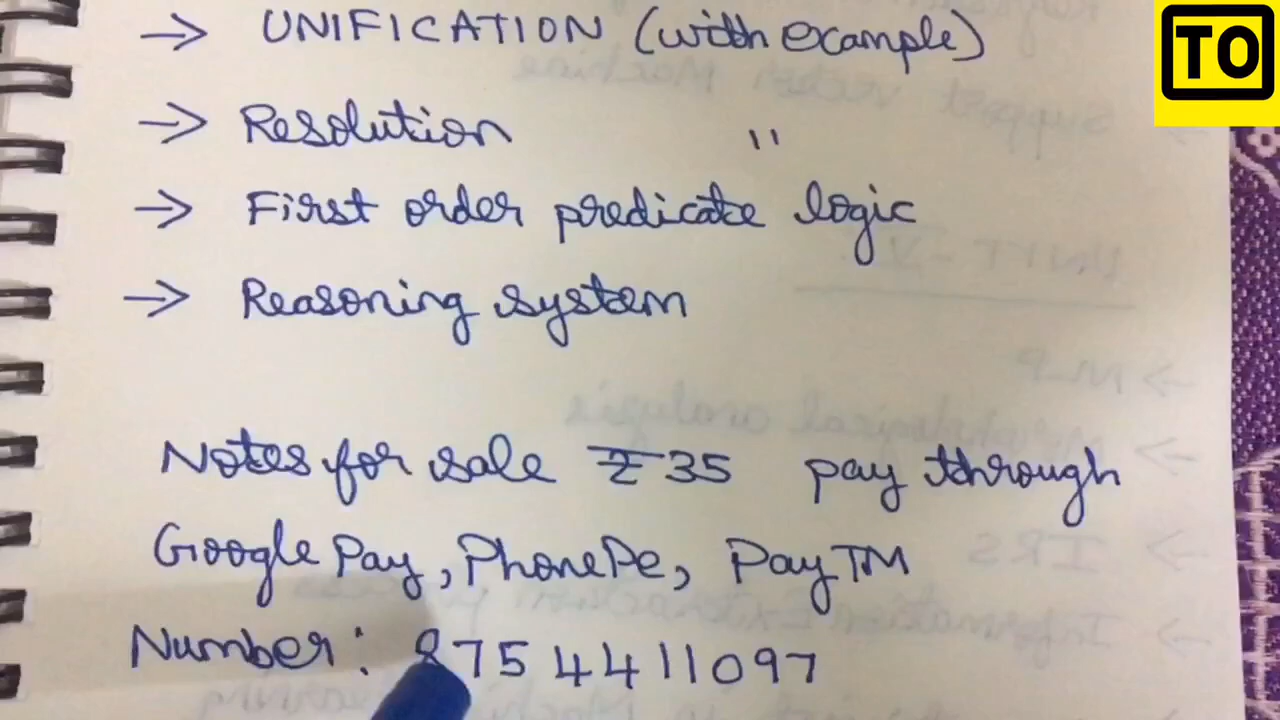 → UNIFICATION (with example)
TO
→ Resolution "
→ First order predicate logic
→ Reasoning system
Notes for sale ₹35 pay through
Google Pay, PhonePe, PayTM
Number: 8754411097